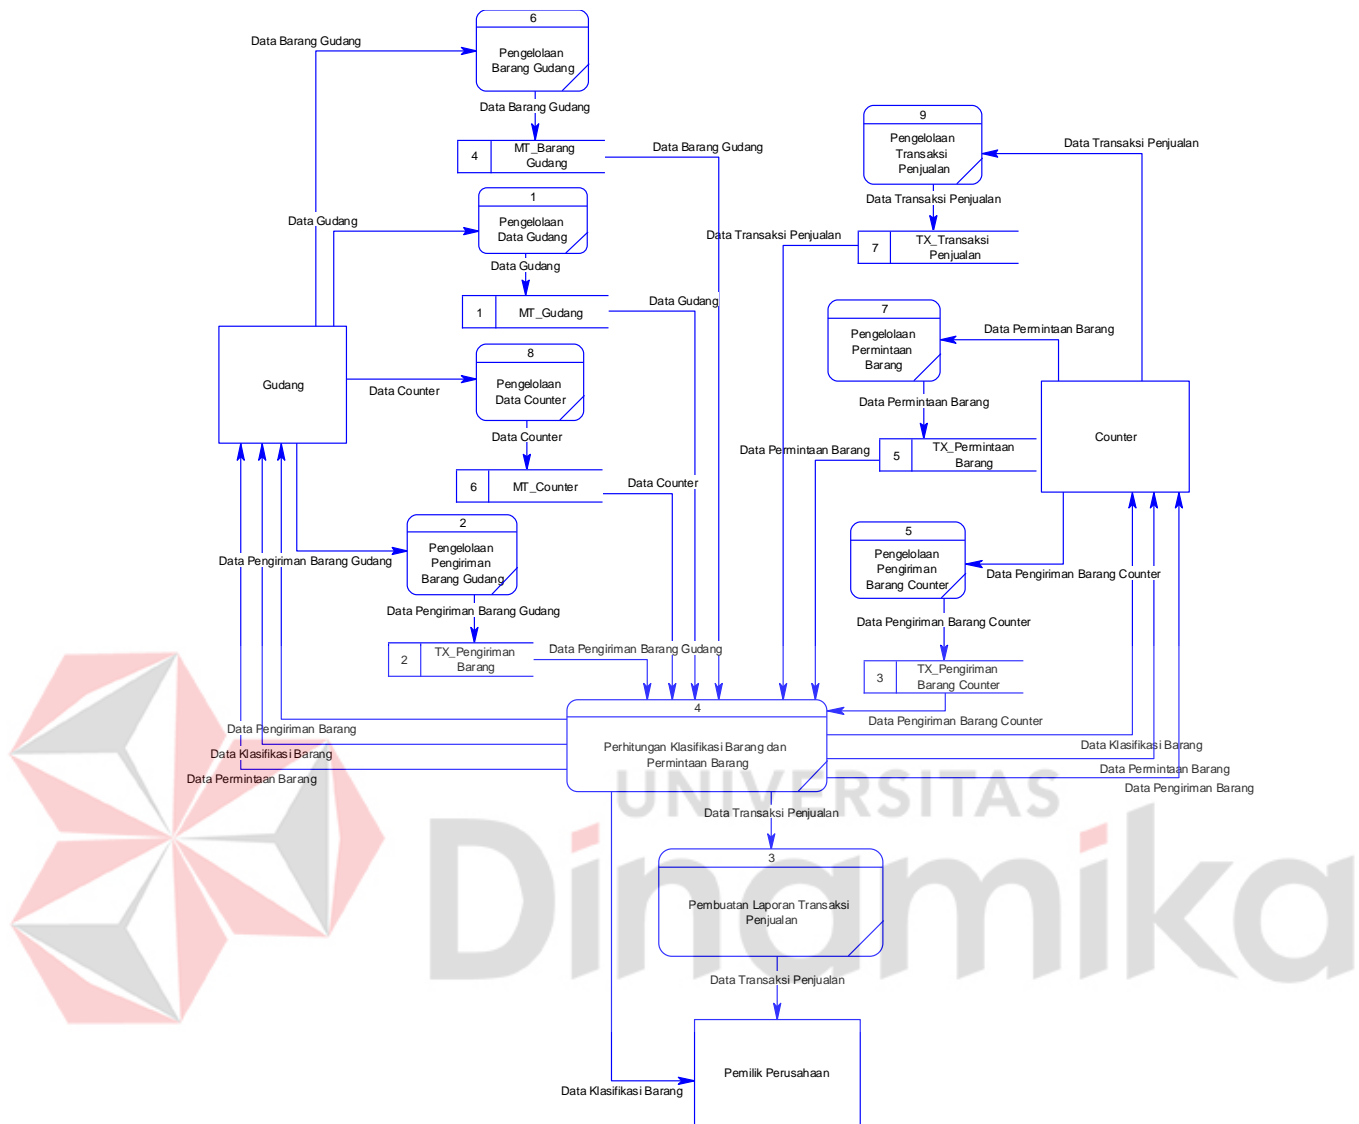 6
Data Barang Gudang
Pengelolaan
Barang Gudang
Data Barang Gudang
4
MT_Barang
Gudang
Data Barang Gudang
1
Pengelolaan
Data Gudang
Data Gudang
Data Gudang
1
MT_Gudang
Data Gudang
8
Pengelolaan
Data Counter
Gudang
Data Counter
Data Counter
6
MT_Counter
Data Counter
2
Pengelolaan
Pengiriman
Barang Gudang
Data Pengiriman Barang Gudang
Data Pengiriman Barang Gudang
2
TX_Pengiriman
Barang
Data Pengiriman Barang Gudang
9
Pengelolaan
Transaksi
Penjualan
Data Transaksi Penjualan
Data Transaksi Penjualan
7
TX_Transaksi
Penjualan
Data Transaksi Penjualan
7
Pengelolaan
Permintaan
Barang
Data Permintaan Barang
Data Permintaan Barang
5
TX_Permintaan
Barang
Data Permintaan Barang
Counter
5
Pengelolaan
Pengiriman
Barang Counter
Data Pengiriman Barang Counter
Data Pengiriman Barang Counter
3
TX_Pengiriman
Barang Counter
Data Pengiriman Barang Counter
4
Perhitungan Klasifikasi Barang dan
Permintaan Barang
Data Pengiriman Barang
Data Klasifikasi Barang
Data Permintaan Barang
Data Klasifikasi Barang
Data Permintaan Barang
Data Pengiriman Barang
Data Transaksi Penjualan
3
Pembuatan Laporan Transaksi
Penjualan
Data Transaksi Penjualan
Pemilik Perusahaan
Data Klasifikasi Barang
UNIVERSITAS
Dinamika